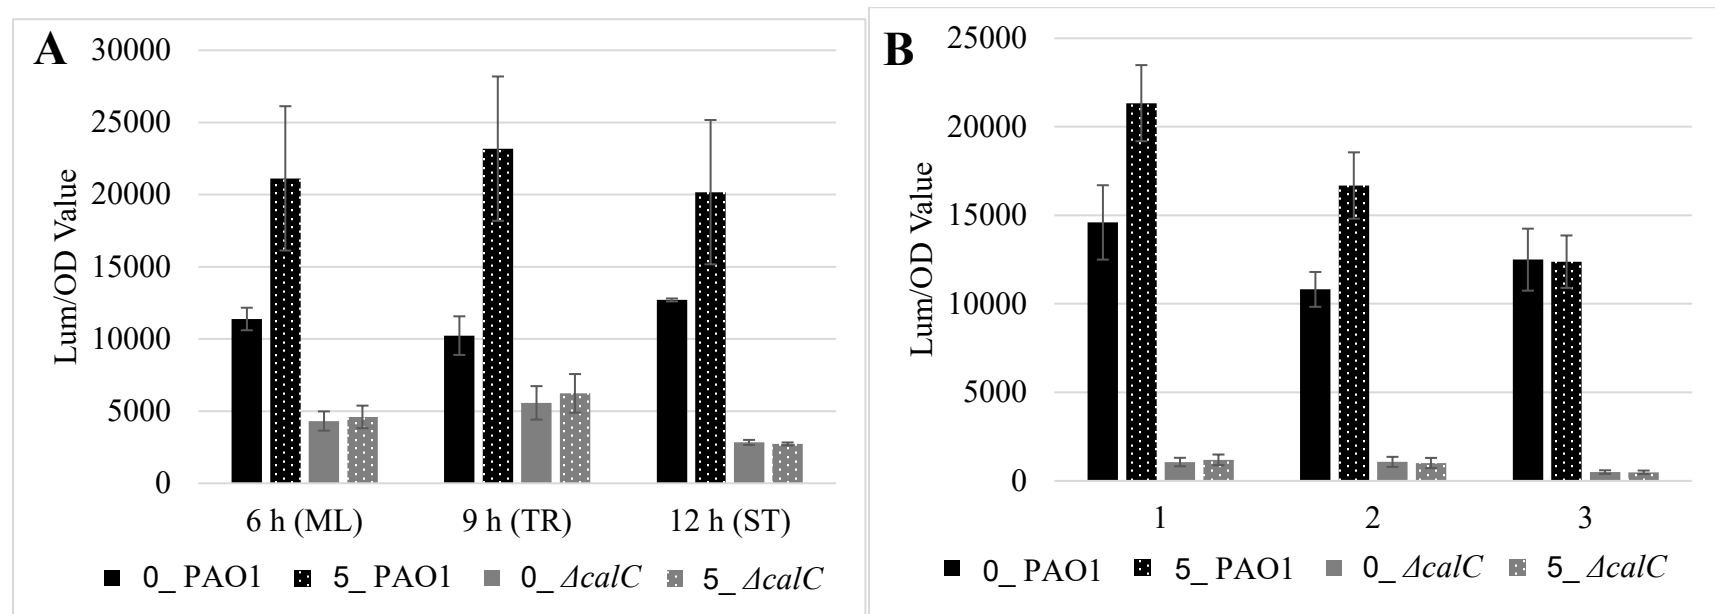 A
30000
25000
20000
15000
10000
5000
0
Lum/OD Value
6 h (ML) 9 h (TR) 12 h (ST)
0_ PAO1 5_ PAO1 0_ ΔcalC 5_ ΔcalC
B
25000
20000
15000
10000
5000
0
Lum/OD Value
1 2 3
0_ PAO1 5_ PAO1 0_ ΔcalC 5_ ΔcalC